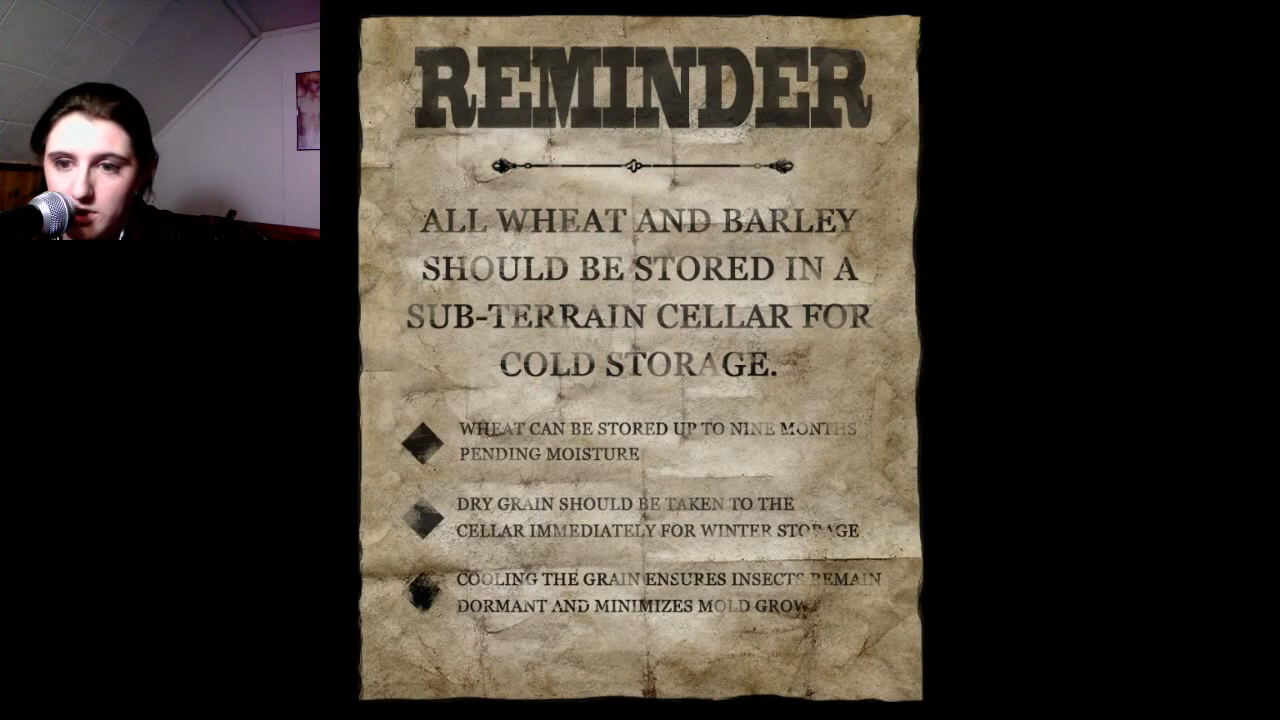 REMINDER
ALL WHEAT AND BARLEY
SHOULD BE STORED IN A
SUB-TERRAIN CELLAR FOR
COLD STORAGE.
WHEAT CAN BE STORED UP TO NINE MONTHS
PENDING MOISTURE
DRY GRAIN SHOULD BE TAKEN TO THE
CELLAR IMMEDIATELY FOR WINTER STORAGE
COOLING THE GRAIN ENSURES INSECTS REMAIN
DORMANT AND MINIMIZES MOLD